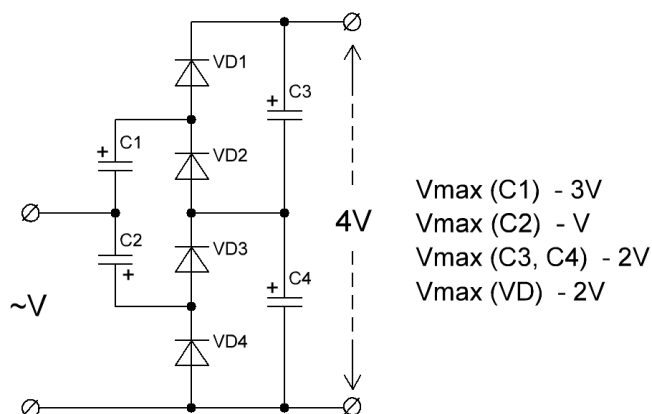 VD1
+
C3
C1
+
VD2
C2
+
VD3
+
C4
~V
VD4
4V
Vmax (C1) - 3V
Vmax (C2) - V
Vmax (C3, C4) - 2V
Vmax (VD) - 2V